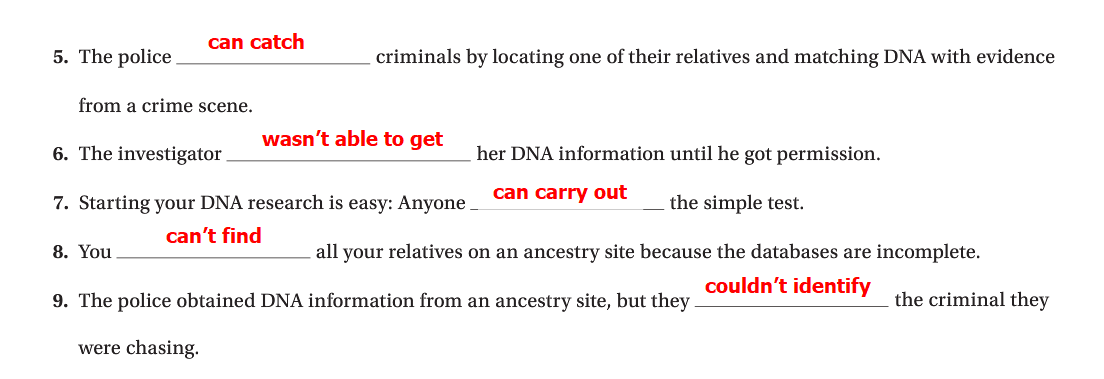 5. The police can catch criminals by locating one of their relatives and matching DNA with evidence
from a crime scene.
6. The investigator wasn’t able to get her DNA information until he got permission.
7. Starting your DNA research is easy: Anyone can carry out the simple test.
8. You can’t find all your relatives on an ancestry site because the databases are incomplete.
9. The police obtained DNA information from an ancestry site, but they couldn’t identify the criminal they
were chasing.